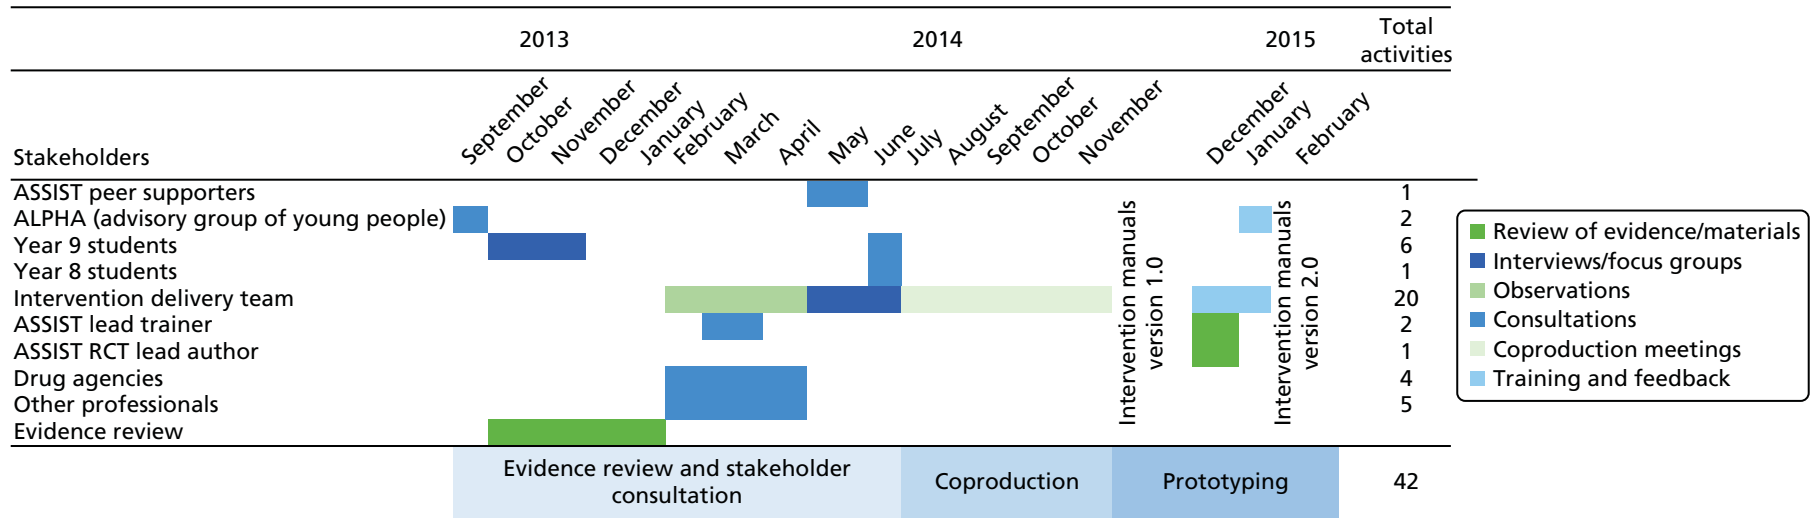 2013
2014
2015
Total
activities
Stakeholders
September
October
November
December
January
February
March
April
May
June
July
August
September
October
November
December
January
February
ASSIST peer supporters
1
ALPHA (advisory group of young people)
2
Year 9 students
6
Year 8 students
1
Intervention delivery team
20
ASSIST lead trainer
2
ASSIST RCT lead author
1
Drug agencies
4
Other professionals
5
Evidence review
Intervention manuals
version 1.0
Intervention manuals
version 2.0
Evidence review and stakeholder
consultation
Coproduction
Prototyping
42
Review of evidence/materials
Interviews/focus groups
Observations
Consultations
Coproduction meetings
Training and feedback